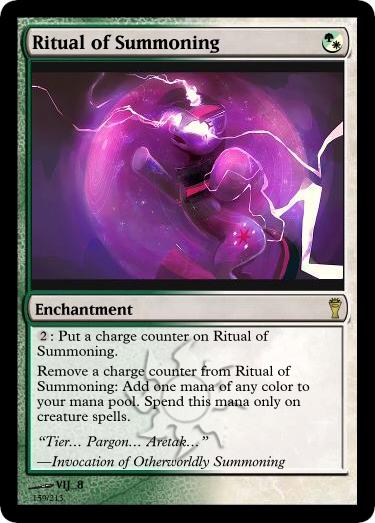 Ritual of Summoning
Enchantment
2: Put a charge counter on Ritual of
Summoning.
Remove a charge counter from Ritual of
Summoning: Add one mana of any color to
your mana pool. Spend this mana only on
creature spells.
“Tier… Pargon… Aretak…”
—Invocation of Otherworldly Summoning
VIJ_8
159/215